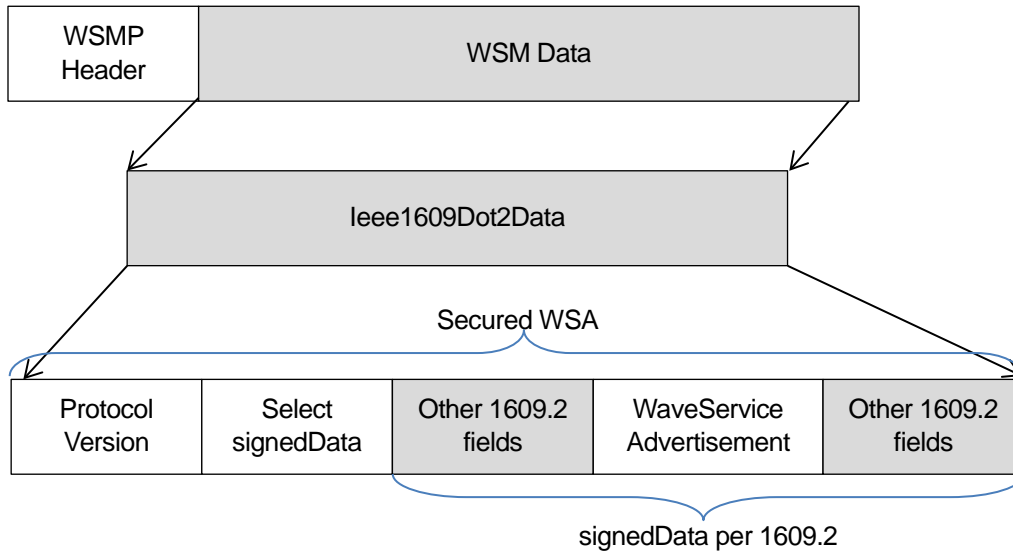 WSMP
Header
WSM Data
Ieee1609Dot2Data
Secured WSA
Protocol
Version
Select
signedData
Other 1609.2
fields
WaveService
Advertisement
Other 1609.2
fields
signedData per 1609.2